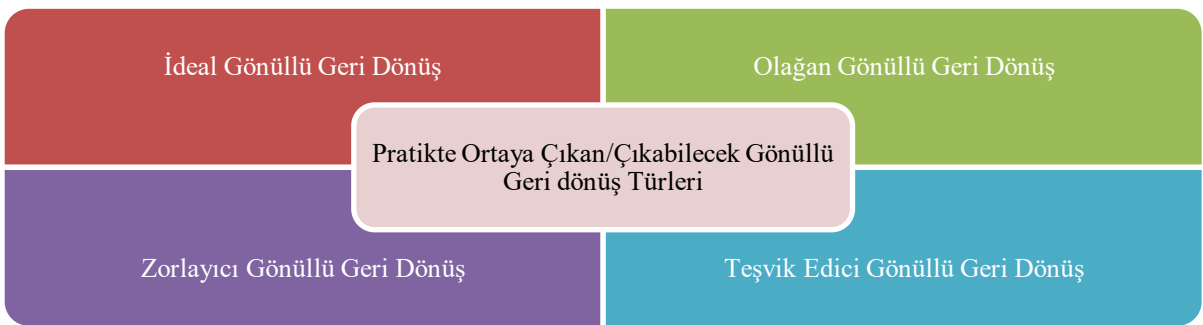 İdeal Gönüllü Geri Dönüş
Olağan Gönüllü Geri Dönüş
Pratikte Ortaya Çıkan/Çıkabilecek Gönüllü
Geri dönüş Türleri
Zorlayıcı Gönüllü Geri Dönüş
Teşvik Edici Gönüllü Geri Dönüş